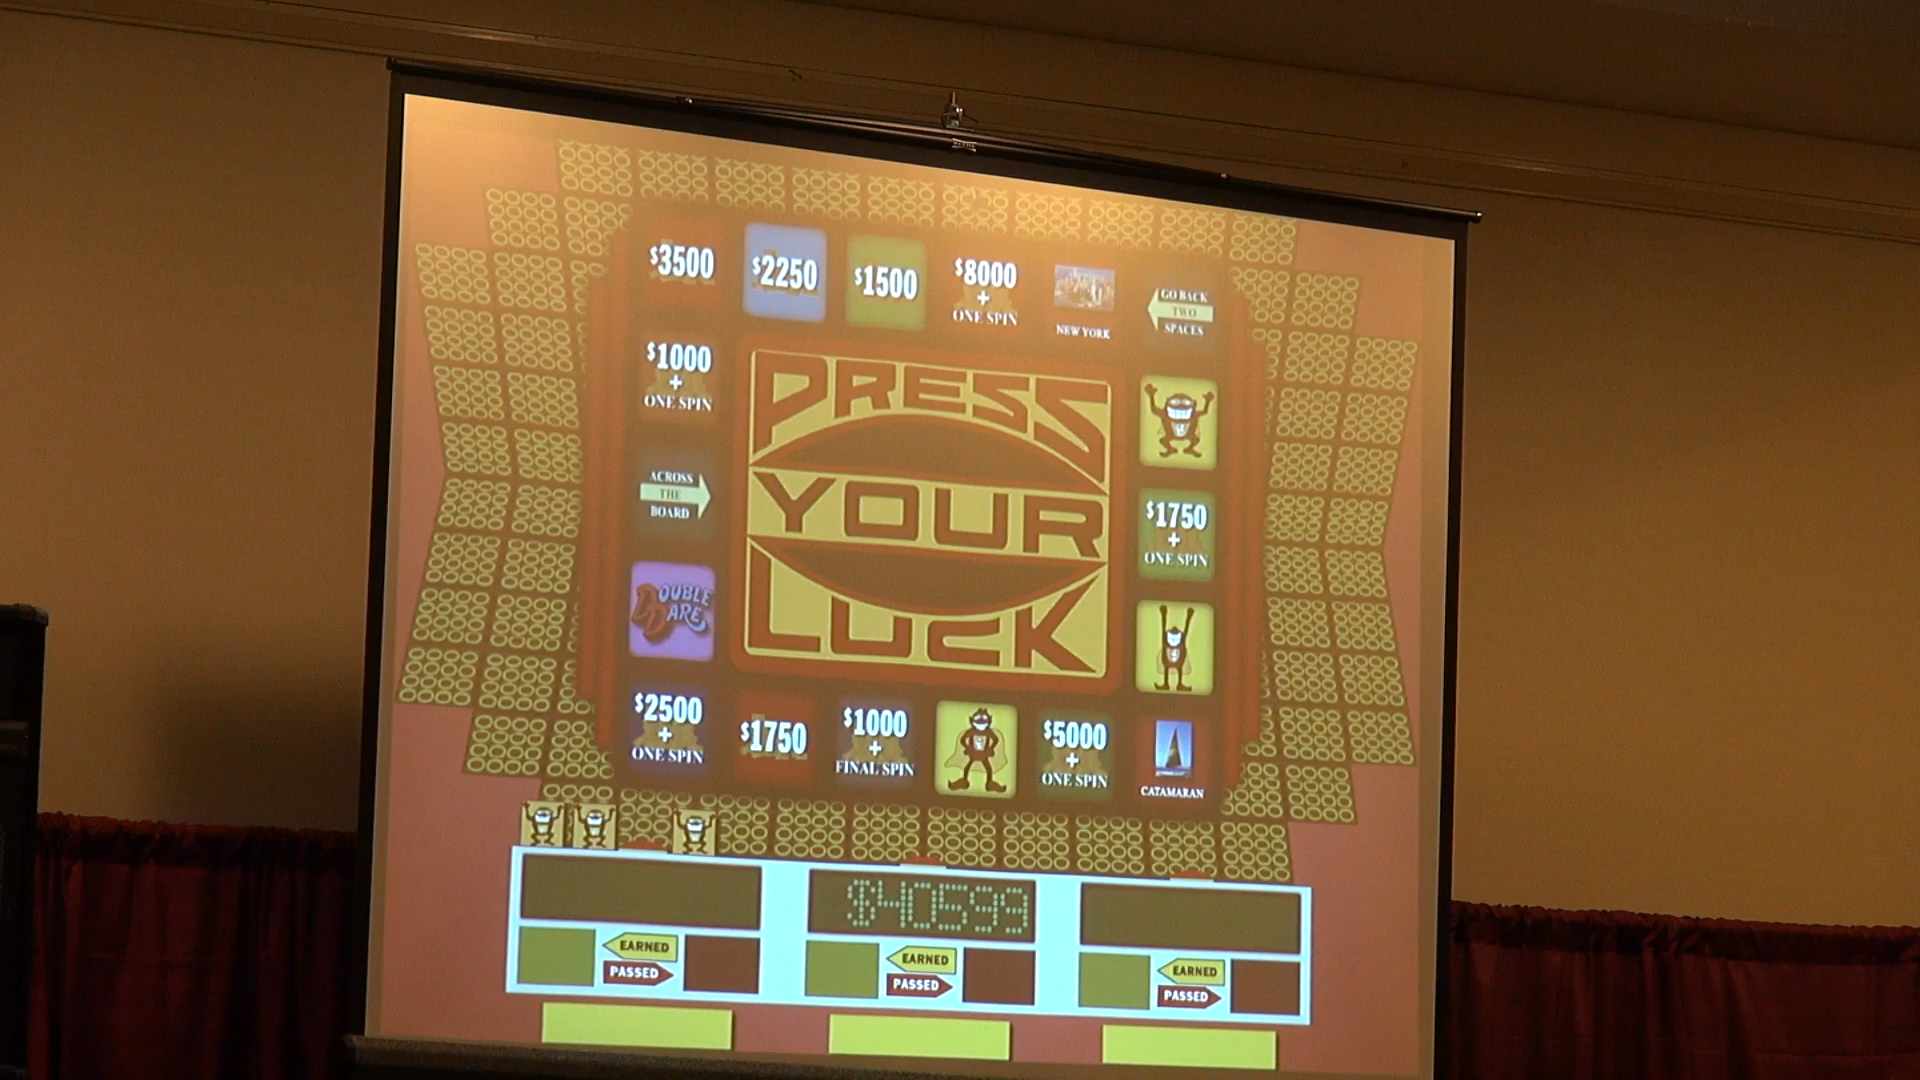 $3500
$2250
$1500
$8000
+
ONE SPIN
NEW YORK
GO BACK
TWO
SPACES
$1000
+
ONE SPIN
ACROSS
THE
BOARD
DOUBLE
DARE
$2500
+
ONE SPIN
PRESS
YOUR
LUCK
$1750
+
ONE SPIN
$1750
$1000
+
FINAL SPIN
$5000
+
ONE SPIN
CATAMARAN
$40599
EARNED
PASSED
EARNED
PASSED
EARNED
PASSED